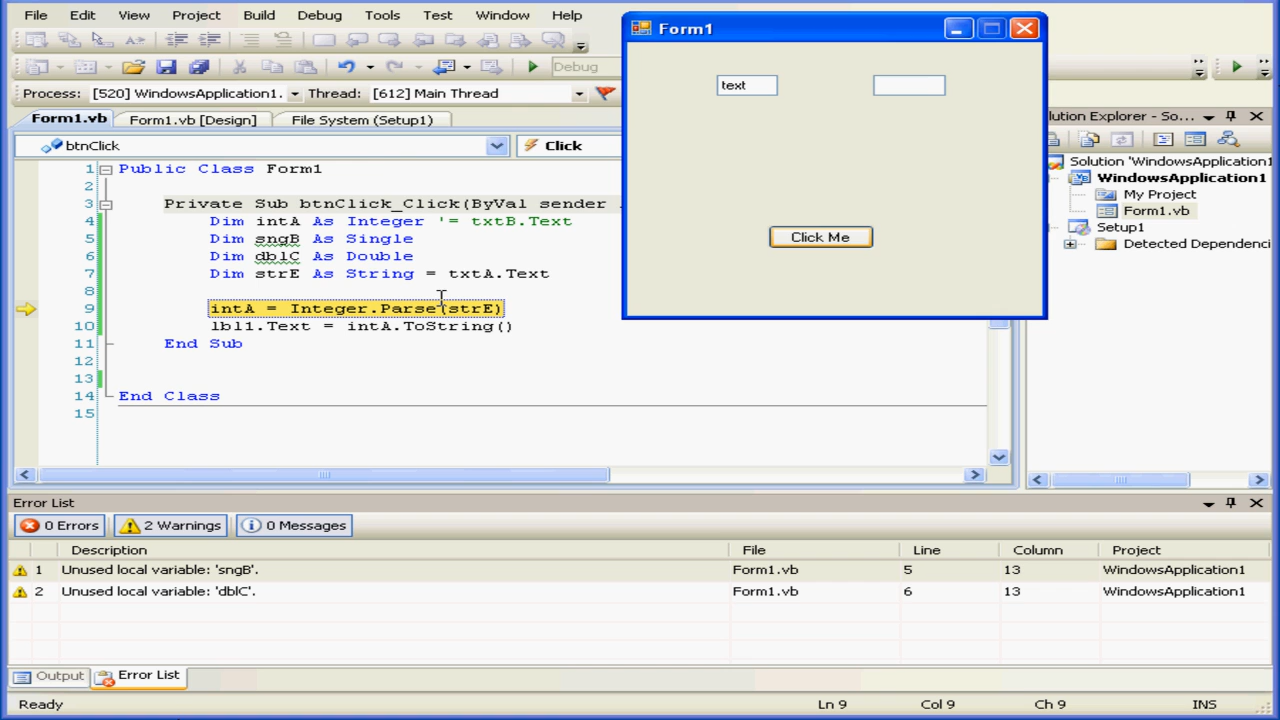 File Edit View Project Build Debug Tools Test Window Help
Debug
Process: [520] WindowsApplication1. Thread: [612] Main Thread
Form1.vb Form1.vb [Design] File System (Setup1)
btnClick Click
1 Public Class Form1
2
3 Private Sub btnClick_Click(ByVal sender
4 Dim intA As Integer '= txtB.Text
5 Dim sngB As Single
6 Dim dblC As Double
7 Dim strE As String = txtA.Text
8
9 intA = Integer.Parse(strE)
10 lbl1.Text = intA.ToString()
11 End Sub
12
13
14 End Class
15
Form1
text
Click Me
lution Explorer - So...
Solution 'WindowsApplication1
WindowsApplication1
My Project
Form1.vb
Setup1
Detected Dependenci
Error List
0 Errors 2 Warnings 0 Messages
Description File Line Column Project
1 Unused local variable: 'sngB'. Form1.vb 5 13 WindowsApplication1
2 Unused local variable: 'dblC'. Form1.vb 6 13 WindowsApplication1
Output Error List
Ready Ln 9 Col 9 Ch 9 INS